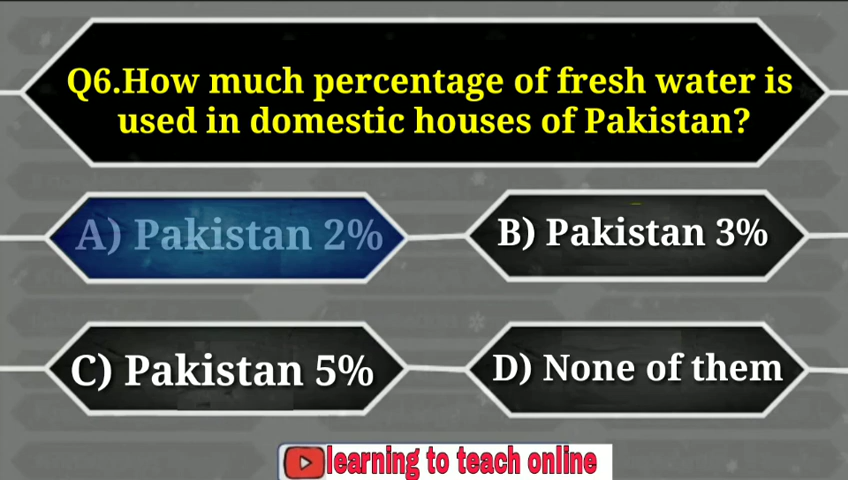 Q6.How much percentage of fresh water is
used in domestic houses of Pakistan?
A) Pakistan 2%
B) Pakistan 3%
C) Pakistan 5%
D) None of them
learning to teach online